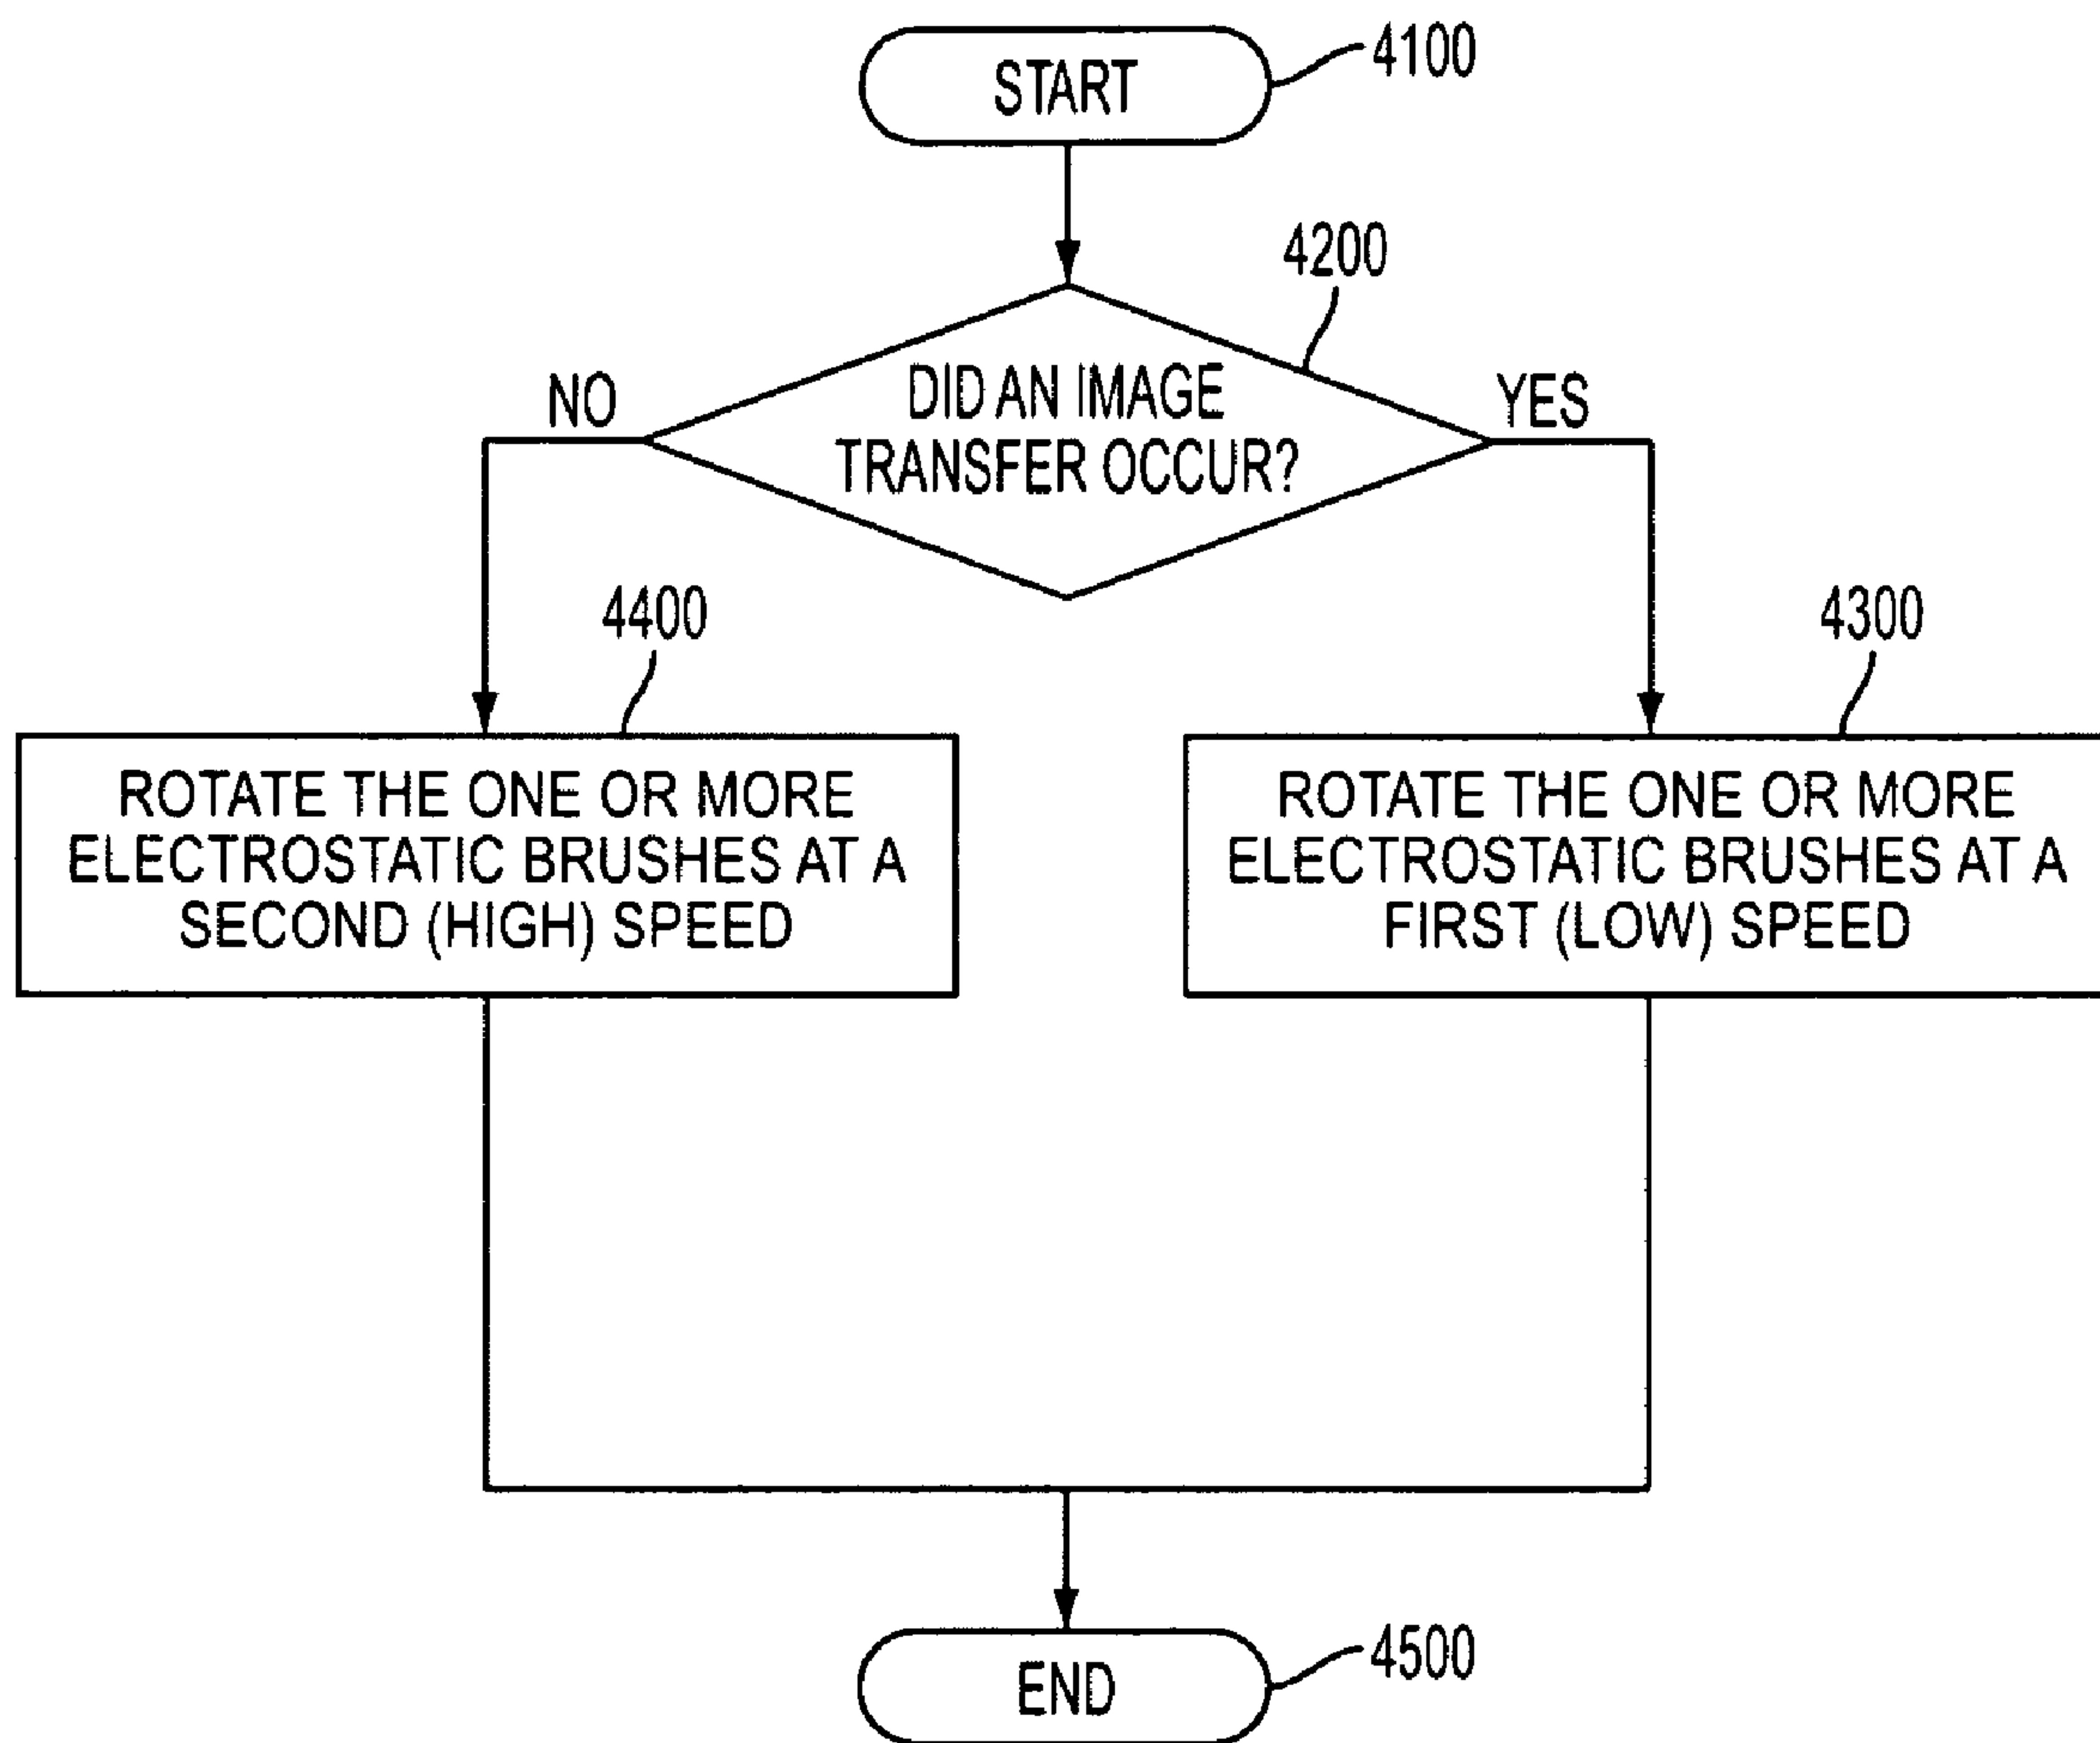 START
4100
4200
DID AN IMAGE
TRANSFER OCCUR?
NO
YES
4400
4300
ROTATE THE ONE OR MORE
ELECTROSTATIC BRUSHES AT A
SECOND (HIGH) SPEED
ROTATE THE ONE OR MORE
ELECTROSTATIC BRUSHES AT A
FIRST (LOW) SPEED
END
4500